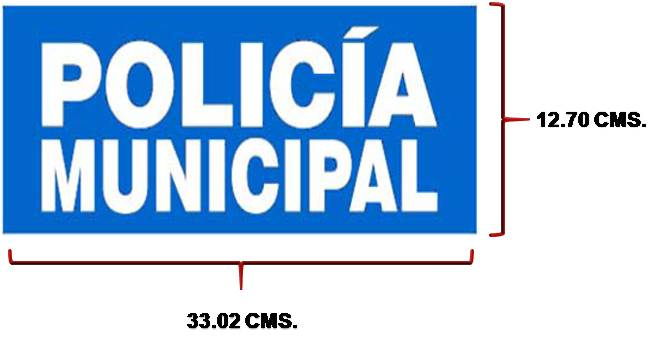 POLICÍA
MUNICIPAL
12.70 CMS.
33.02 CMS.